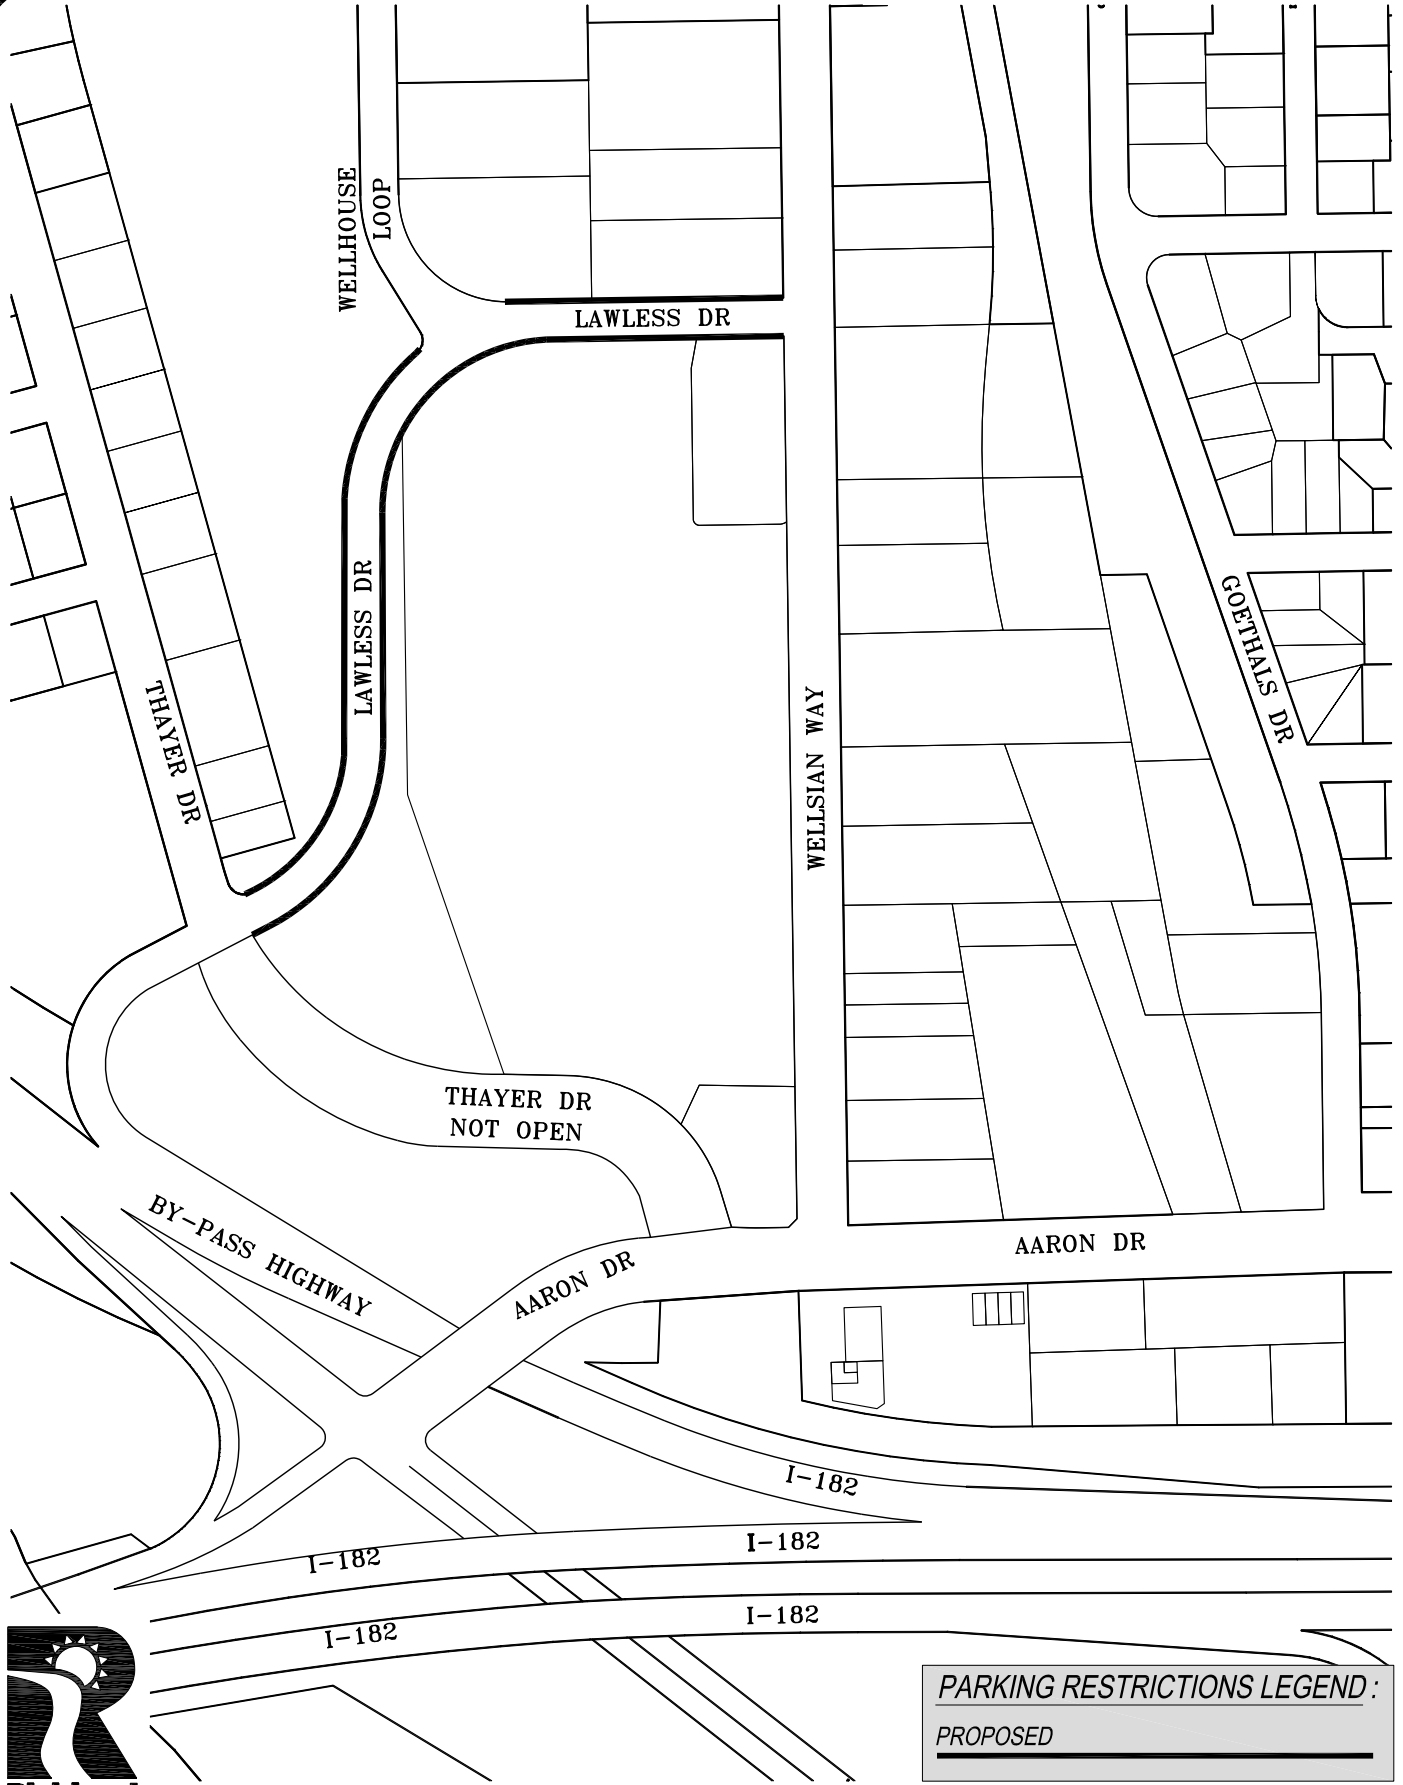 WELLHOUSE
LOOP
LAWLESS DR
LAWLESS DR
GOETHALS DR
THAYER DR
WELLSIAN WAY
THAYER DR
NOT OPEN
BY-PASS HIGHWAY
AARON DR
AARON DR
I-182
I-182
I-182
I-182
I-182
PARKING RESTRICTIONS LEGEND:
PROPOSED